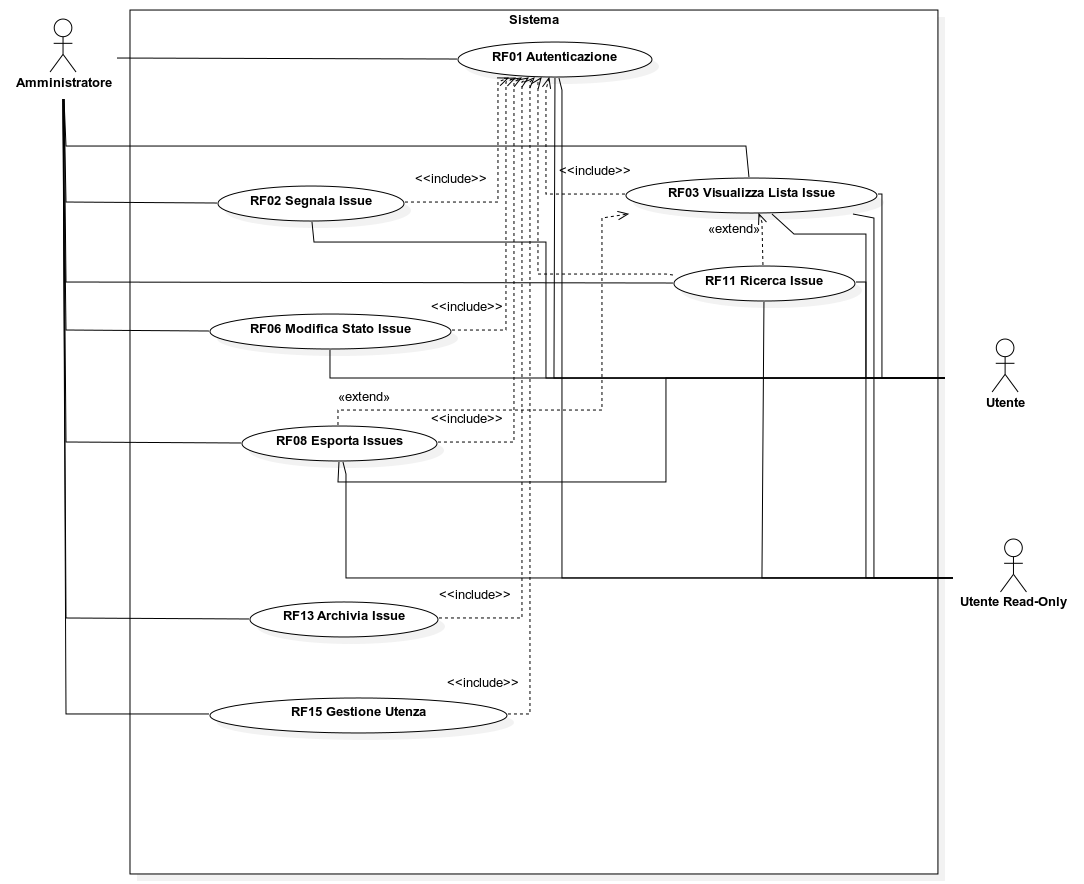 Sistema
Amministratore
RF01 Autenticazione
<<include>>
<<include>>
RF02 Segnala Issue
RF03 Visualizza Lista Issue
«extend»
RF11 Ricerca Issue
<<include>>
RF06 Modifica Stato Issue
Utente
«extend»
<<include>>
RF08 Esporta Issues
<<include>>
Utente Read-Only
RF13 Archivia Issue
<<include>>
RF15 Gestione Utenza